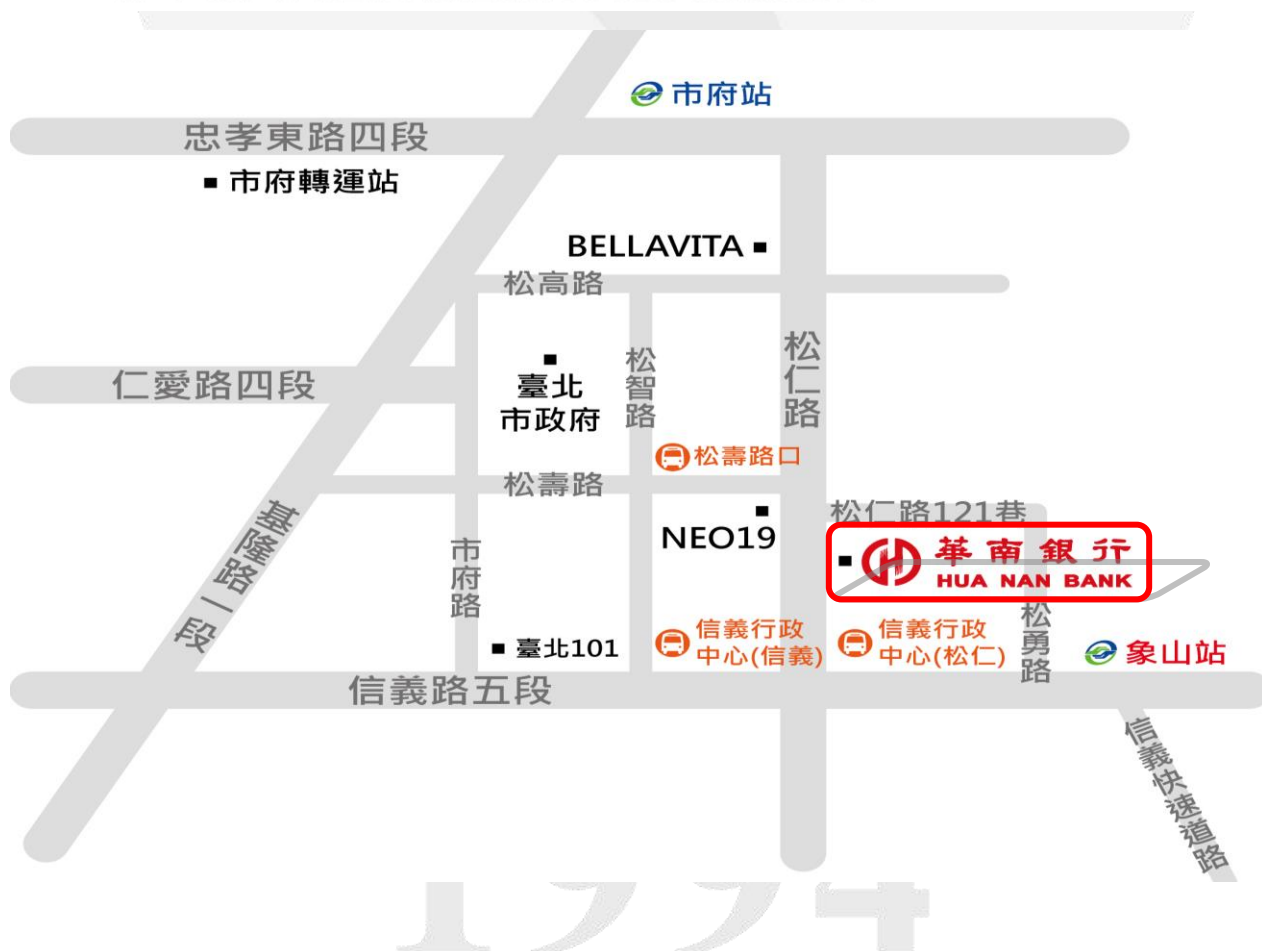 市府站
忠孝東路四段
市府轉運站
BELLAVITA
松高路
臺北
市政府
松智路
松仁路
仁愛路四段
松壽路口
松壽路
NEO19
松仁路121巷
華南銀行
HUA NAN BANK
基隆路一段
市府路
臺北101
信義行政
中心(信義)
信義行政
中心(松仁)
松勇路
象山站
信義路五段
信義快速道路
1994